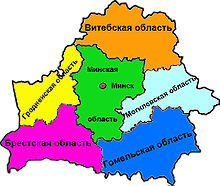 Витебская область
Минская
Минск
область
Гродненская область
Могилевская область
Брестская область
Гомельская область